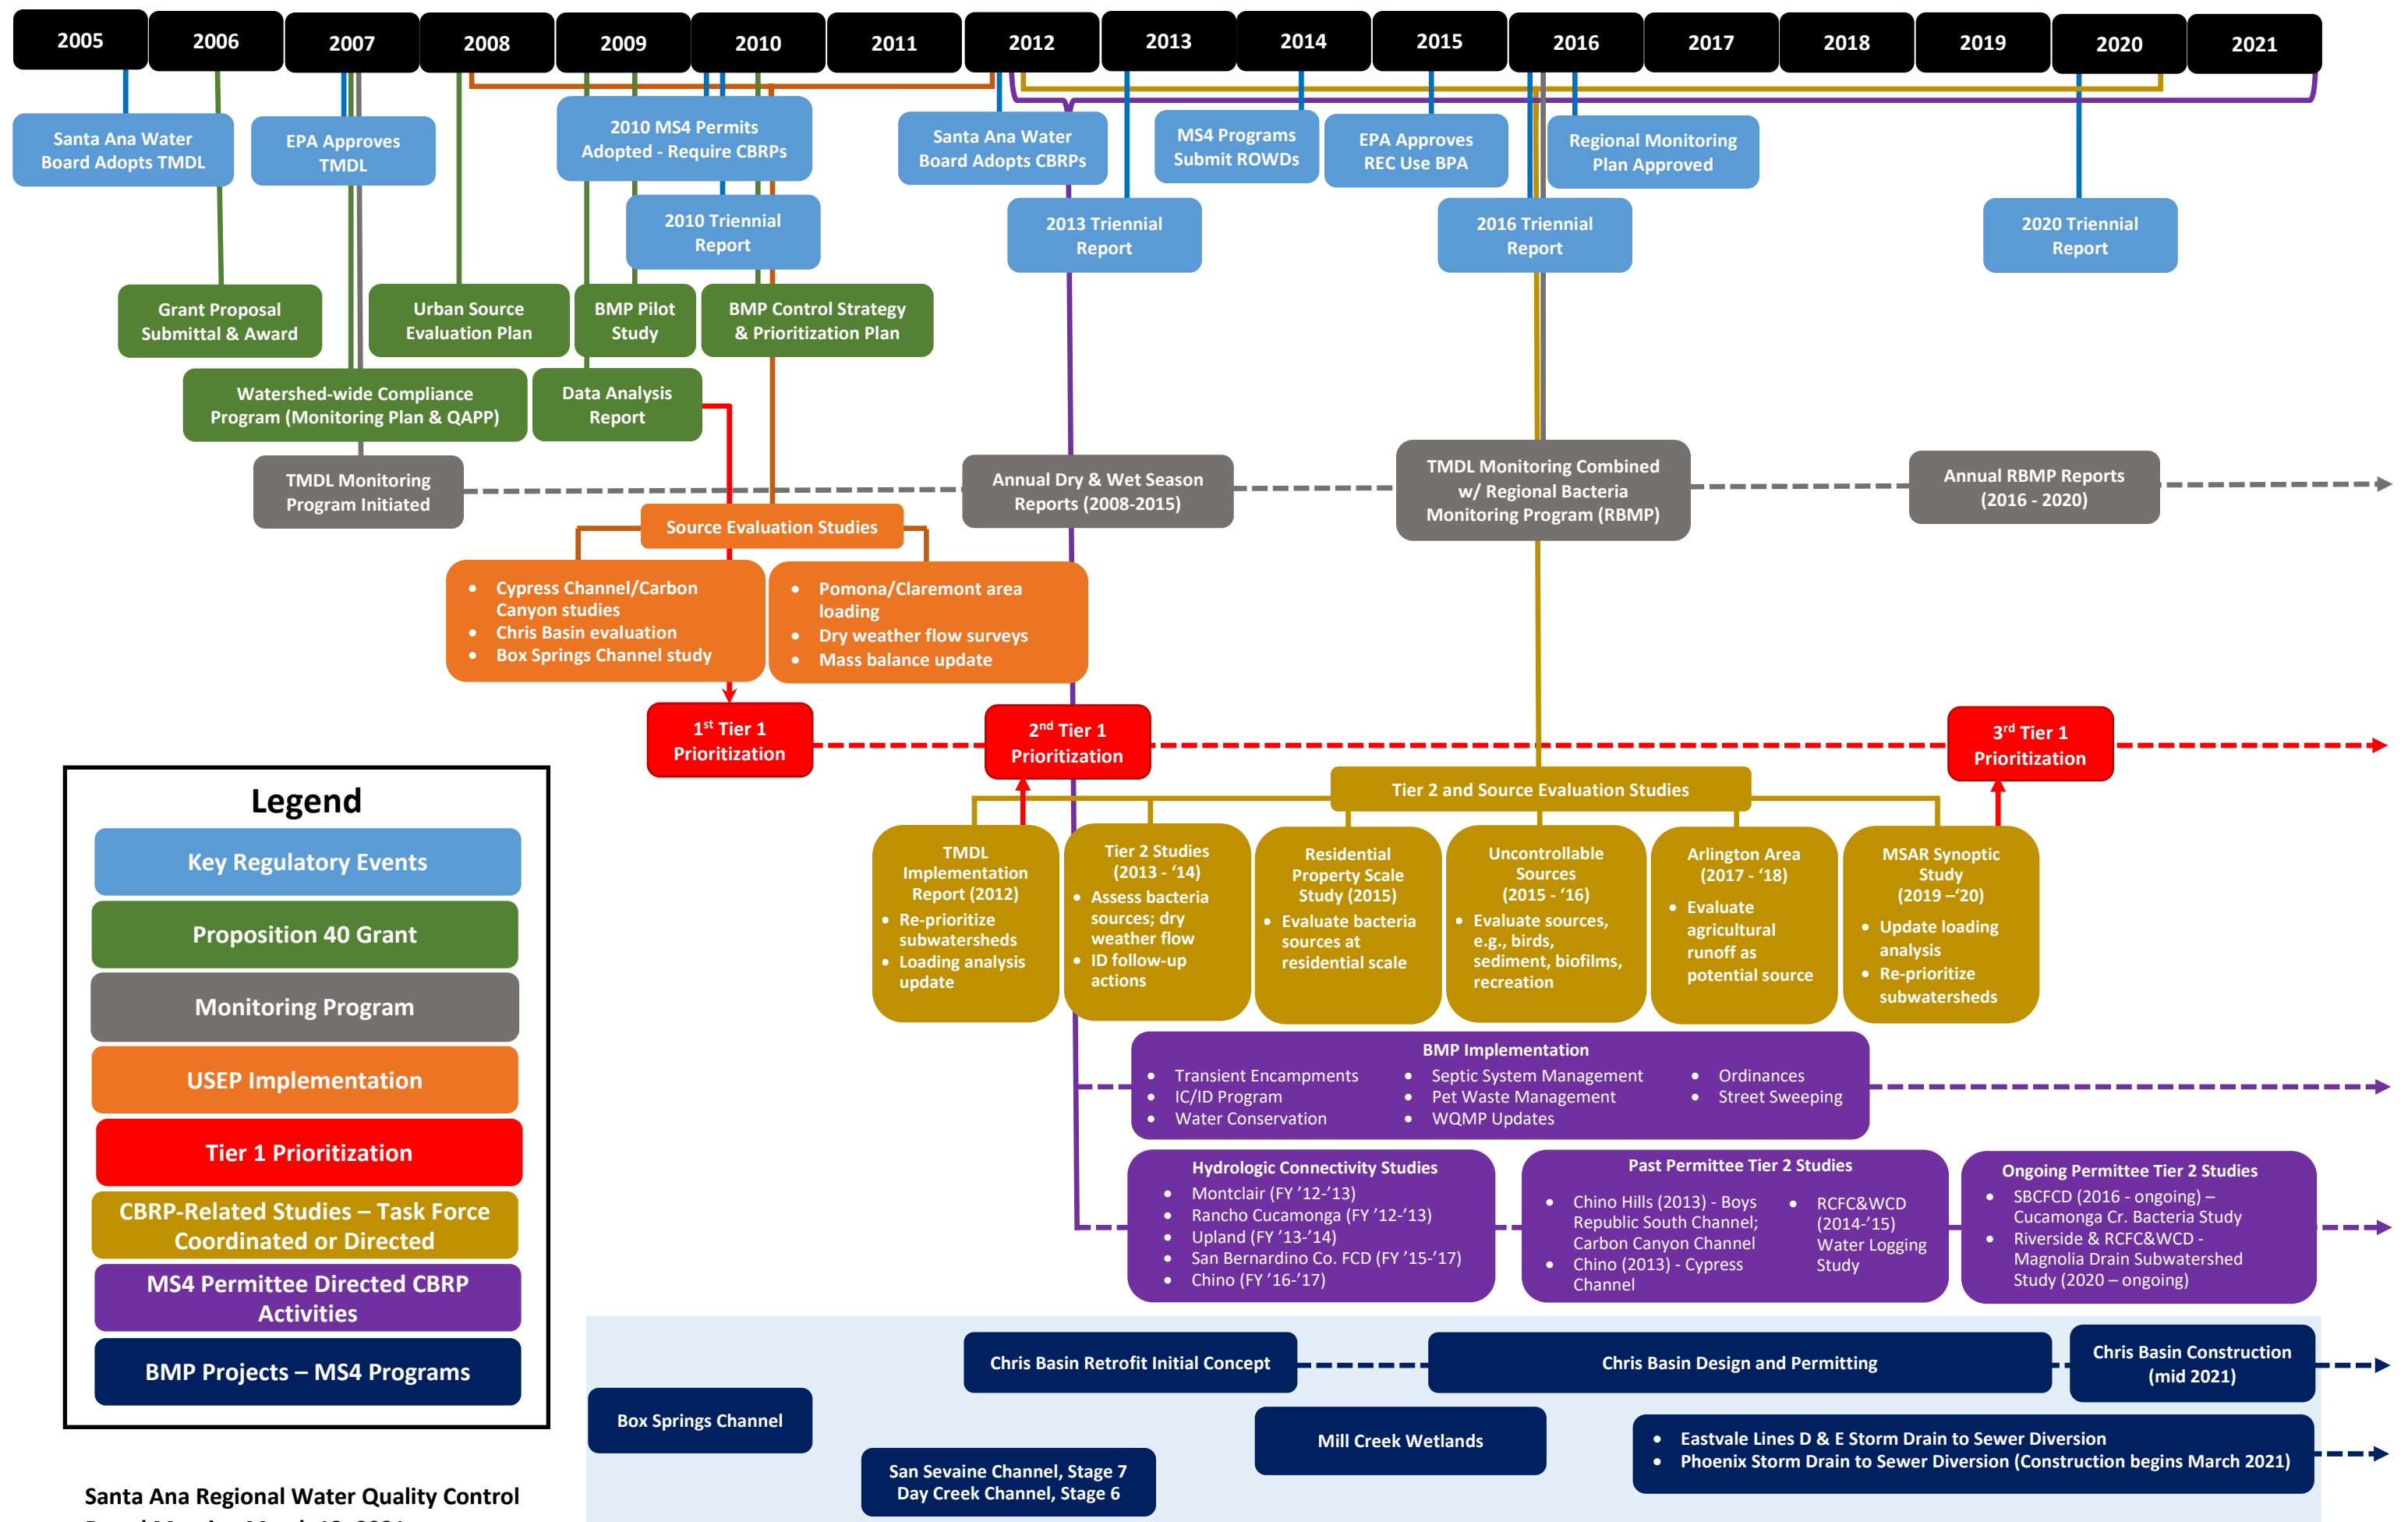 2005
2006
2007
2008
2009
2010
2011
2012
2013
2014
2015
2016
2017
2018
2019
2020
2021
Santa Ana Water
Board Adopts TMDL
EPA Approves
TMDL
2010 MS4 Permits
Adopted - Require CBRPs
Santa Ana Water
Board Adopts CBRPs
MS4 Programs
Submit ROWDs
EPA Approves
REC Use BPA
Regional Monitoring
Plan Approved
2010 Triennial
Report
2013 Triennial
Report
2016 Triennial
Report
2020 Triennial
Report
Grant Proposal
Submittal & Award
Urban Source
Evaluation Plan
BMP Pilot
Study
BMP Control Strategy
& Prioritization Plan
Watershed-wide Compliance
Program (Monitoring Plan & QAPP)
Data Analysis
Report
TMDL Monitoring
Program Initiated
Annual Dry & Wet Season
Reports (2008-2015)
TMDL Monitoring Combined
w/ Regional Bacteria
Monitoring Program (RBMP)
Annual RBMP Reports
(2016 - 2020)
Source Evaluation Studies
• Cypress Channel/Carbon
Canyon studies
• Chris Basin evaluation
• Box Springs Channel study
• Pomona/Claremont area
loading
• Dry weather flow surveys
• Mass balance update
1st Tier 1
Prioritization
2nd Tier 1
Prioritization
3rd Tier 1
Prioritization
Tier 2 and Source Evaluation Studies
TMDL
Implementation
Report (2012)
• Re-prioritize
subwatersheds
• Loading analysis
update
Tier 2 Studies
(2013 - ‘14)
• Assess bacteria
sources; dry
weather flow
• ID follow-up
actions
Residential
Property Scale
Study (2015)
• Evaluate bacteria
sources at
residential scale
Uncontrollable
Sources
(2015 - ‘16)
• Evaluate sources,
e.g., birds,
sediment, biofilms,
recreation
Arlington Area
(2017 - ‘18)
• Evaluate
agricultural
runoff as
potential source
MSAR Synoptic
Study
(2019 –‘20)
• Update loading
analysis
• Re-prioritize
subwatersheds
BMP Implementation
• Transient Encampments
• IC/ID Program
• Water Conservation
• Septic System Management
• Pet Waste Management
• WQMP Updates
• Ordinances
• Street Sweeping
Hydrologic Connectivity Studies
• Montclair (FY ’12-’13)
• Rancho Cucamonga (FY ’12-’13)
• Upland (FY ’13-’14)
• San Bernardino Co. FCD (FY ’15-’17)
• Chino (FY ’16-’17)
Past Permittee Tier 2 Studies
• Chino Hills (2013) - Boys
Republic South Channel;
Carbon Canyon Channel
• Chino (2013) - Cypress
Channel
• RCFC&WCD
(2014-’15)
Water Logging
Study
Ongoing Permittee Tier 2 Studies
• SBCFCD (2016 - ongoing) –
Cucamonga Cr. Bacteria Study
• Riverside & RCFC&WCD -
Magnolia Drain Subwatershed
Study (2020 – ongoing)
Chris Basin Retrofit Initial Concept
Chris Basin Design and Permitting
Chris Basin Construction
(mid 2021)
Box Springs Channel
Mill Creek Wetlands
San Sevaine Channel, Stage 7
Day Creek Channel, Stage 6
• Eastvale Lines D & E Storm Drain to Sewer Diversion
• Phoenix Storm Drain to Sewer Diversion (Construction begins March 2021)
Legend
Key Regulatory Events
Proposition 40 Grant
Monitoring Program
USEP Implementation
Tier 1 Prioritization
CBRP-Related Studies – Task Force
Coordinated or Directed
MS4 Permittee Directed CBRP
Activities
BMP Projects – MS4 Programs
Santa Ana Regional Water Quality Control